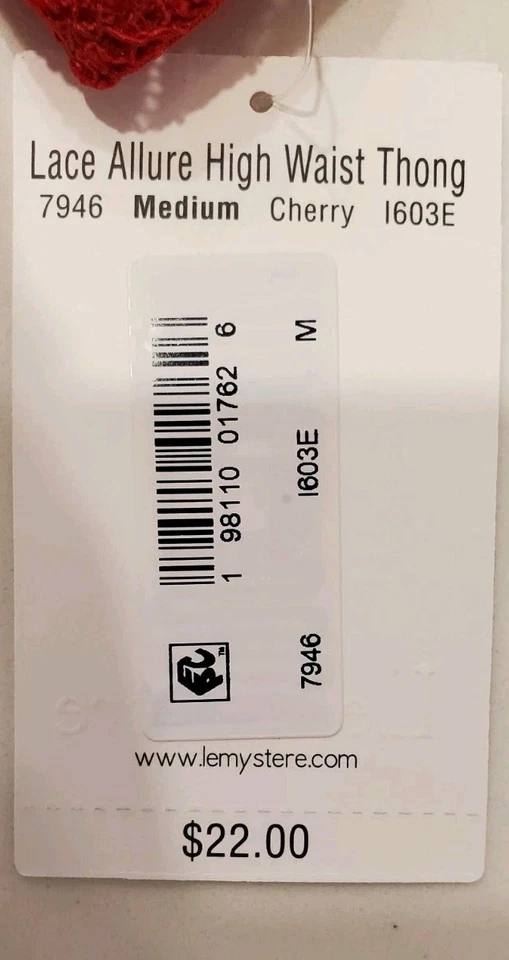 Lace Allure High Waist Thong
7946 Medium Cherry I603E
1 98110 01762 6
7946 I603E M
EPC™
www.lemystere.com
$22.00